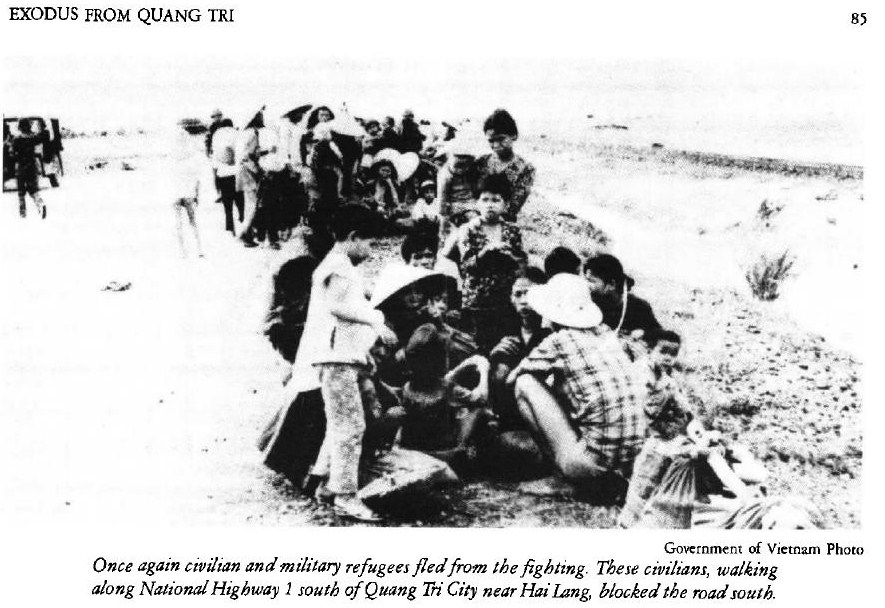 EXODUS FROM QUANG TRI
85
Government of Vietnam Photo
Once again civilian and military refugees fled from the fighting. These civilians, walking
along National Highway 1 south of Quang Tri City near Hai Lang, blocked the road south.